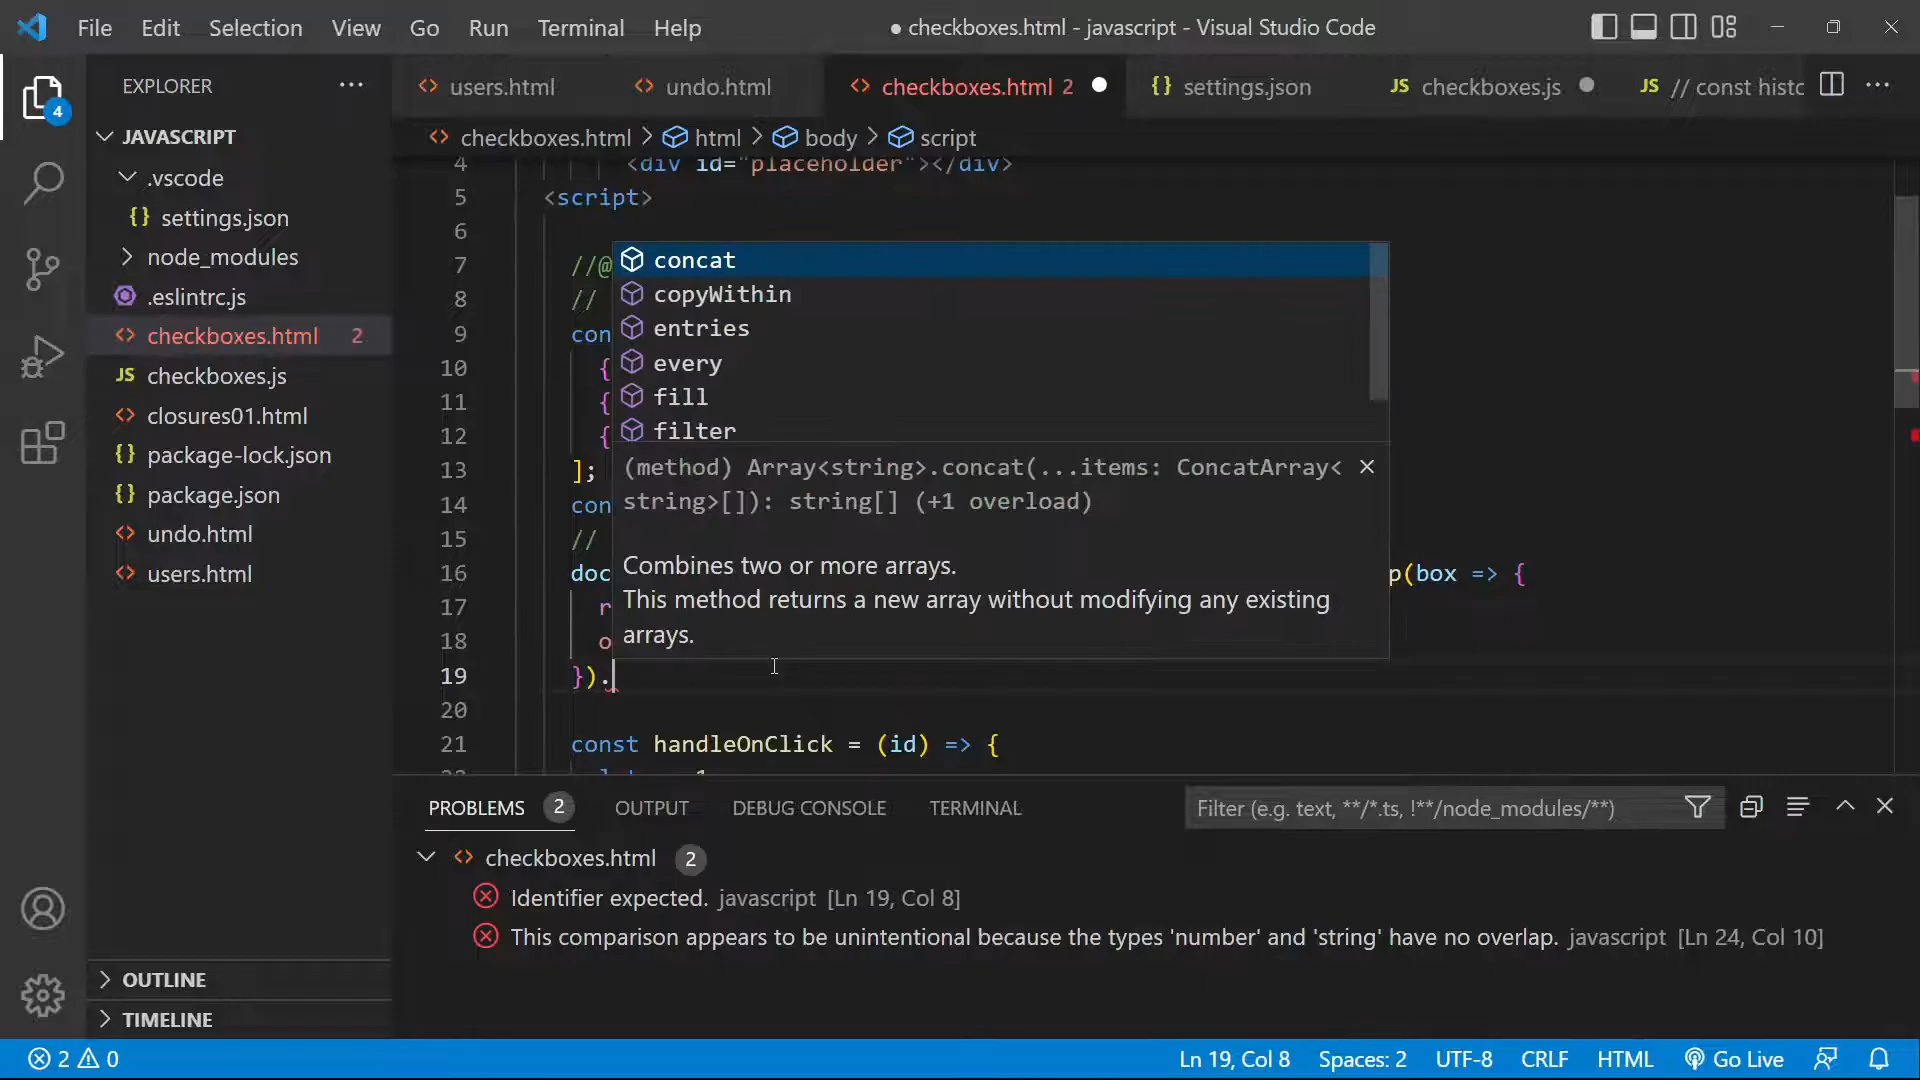 File Edit Selection View Go Run Terminal Help
● checkboxes.html - javascript - Visual Studio Code
4
EXPLORER
JAVASCRIPT
.vscode
{} settings.json
node_modules
.eslintrc.js
<> checkboxes.html 2
JS checkboxes.js
<> closures01.html
{} package-lock.json
{} package.json
<> undo.html
<> users.html
OUTLINE
TIMELINE
<> users.html <> undo.html <> checkboxes.html 2 {} settings.json JS checkboxes.js JS // const histo
<> checkboxes.html > html > body > script
4 <div id="placeholder"></div>
5 <script>
6
7 //@
8 //
9 con
10 {
11 {
12 {
13 ];
14 con
15 //
16 doc p(box => {
17 r
18 o
19 }).
20
21 const handleOnClick = (id) => {
concat
copyWithin
entries
every
fill
filter
(method) Array<string>.concat(...items: ConcatArray<
string>[]): string[] (+1 overload)
Combines two or more arrays.
This method returns a new array without modifying any existing
arrays.
PROBLEMS 2 OUTPUT DEBUG CONSOLE TERMINAL
Filter (e.g. text, **/*.ts, !**/node_modules/**)
<> checkboxes.html 2
Identifier expected. javascript [Ln 19, Col 8]
This comparison appears to be unintentional because the types 'number' and 'string' have no overlap. javascript [Ln 24, Col 10]
2 0
Ln 19, Col 8 Spaces: 2 UTF-8 CRLF HTML Go Live